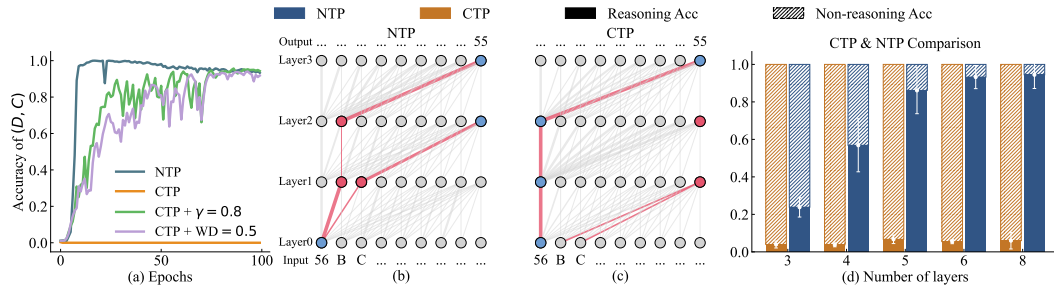 NTP CTP Reasoning Acc Non-reasoning Acc
Accuracy of (D, C)
1.0
0.8
0.6
0.4
0.2
0.0
NTP
CTP
CTP + γ = 0.8
CTP + WD = 0.5
0 50 100
(a) Epochs
NTP
Output ... ... ... ... ... ... ... ... 55
Layer3
Layer2
Layer1
Layer0
Input 56 B C ... ... ... ... ... ...
(b)
CTP
... ... ... ... ... ... ... ... 55
56 B C ... ... ... ... ... ...
(c)
CTP & NTP Comparison
1.0
0.8
0.6
0.4
0.2
0.0
3 4 5 6 8
(d) Number of layers